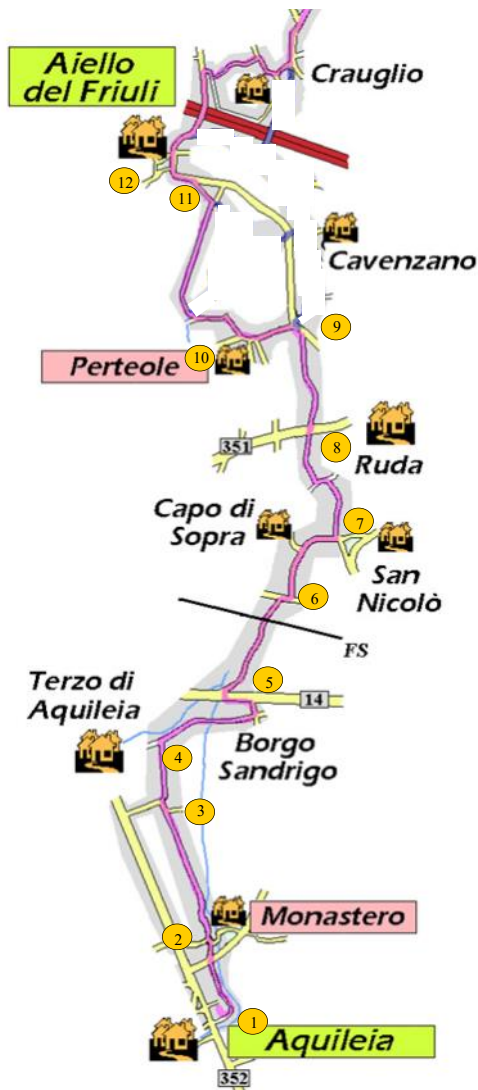 Aiello
del Friuli
Crauglio
12
11
Cavenzano
9
10
Perteole
351
8
Ruda
Capo di
Sopra
7
San
Nicolò
6
FS
5
14
Terzo di
Aquileia
Borgo
Sandrigo
4
3
Monastero
2
1
Aquileia
352